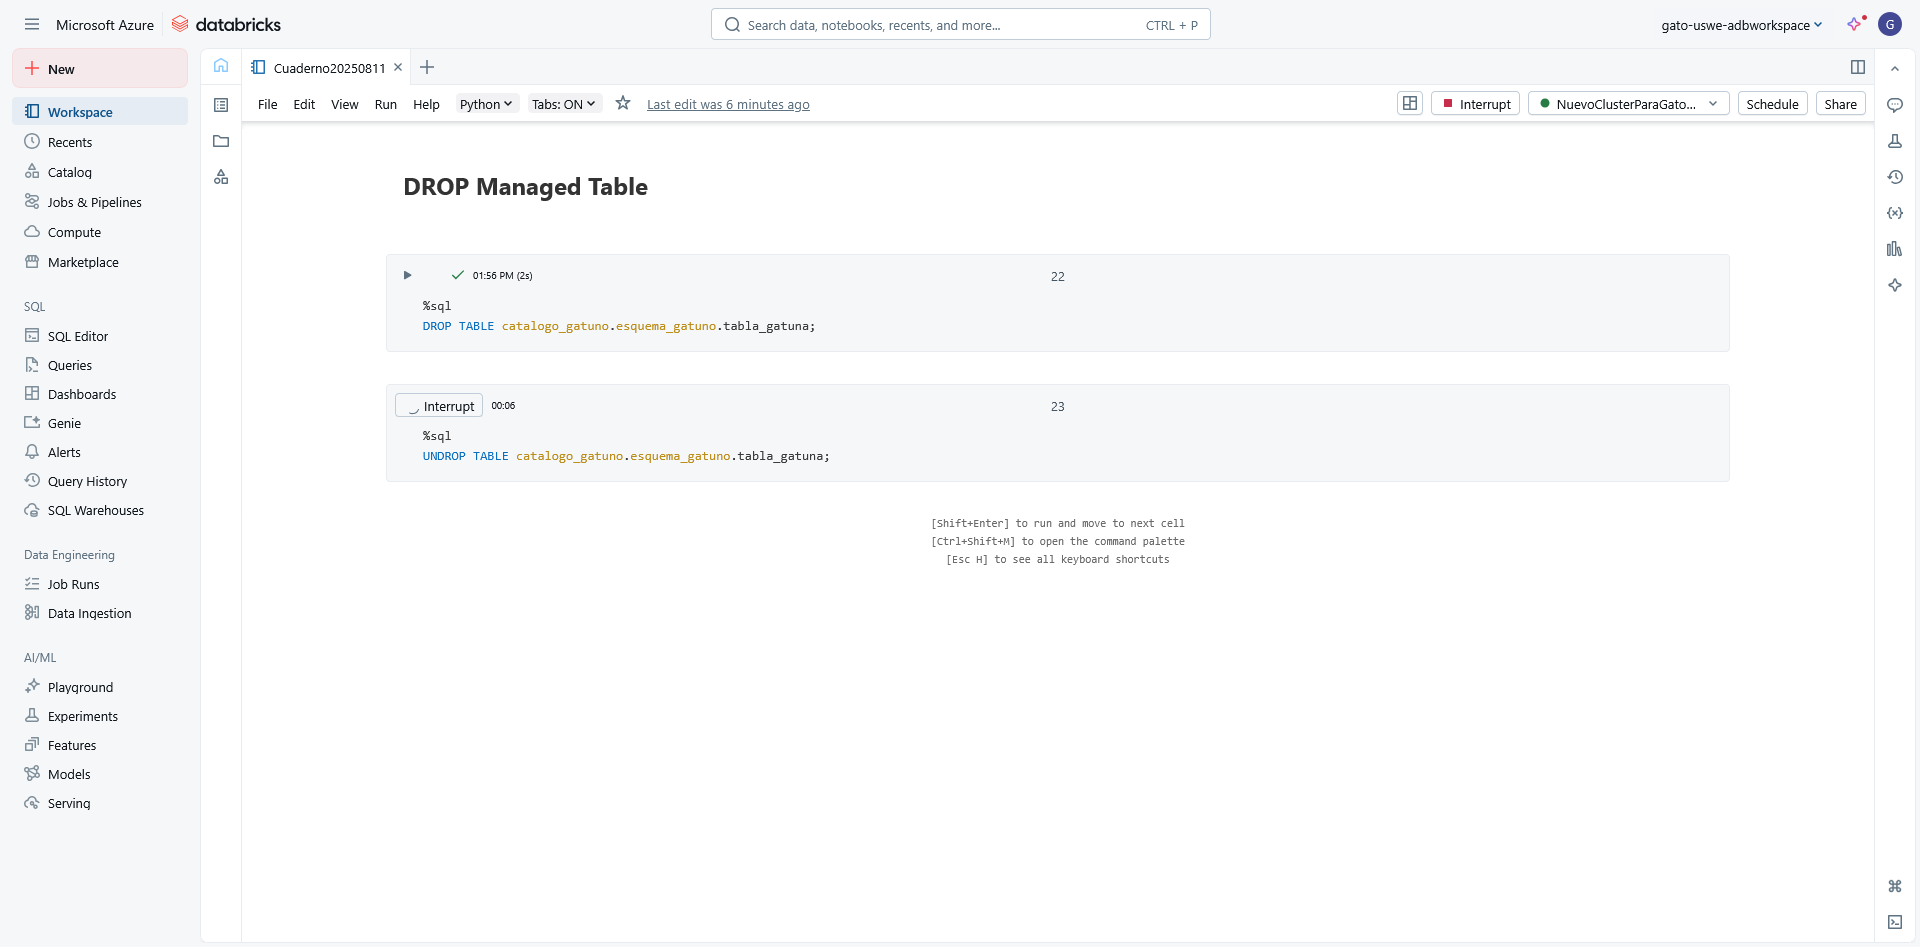 Microsoft Azure
databricks
Search data, notebooks, recents, and more...
CTRL + P
gato-uswe-adbworkspace
G
New
Workspace
Recents
Catalog
Jobs & Pipelines
Compute
Marketplace
SQL
SQL Editor
Queries
Dashboards
Genie
Alerts
Query History
SQL Warehouses
Data Engineering
Job Runs
Data Ingestion
AI/ML
Playground
Experiments
Features
Models
Serving
Cuaderno20250811
File Edit View Run Help Python Tabs: ON Last edit was 6 minutes ago
Interrupt NuevoClusterParaGato... Schedule Share
DROP Managed Table
01:56 PM (2s)
22
%sql
DROP TABLE catalogo_gatuno.esquema_gatuno.tabla_gatuna;
Interrupt 00:06
23
%sql
UNDROP TABLE catalogo_gatuno.esquema_gatuno.tabla_gatuna;
[Shift+Enter] to run and move to next cell
[Ctrl+Shift+M] to open the command palette
[Esc H] to see all keyboard shortcuts